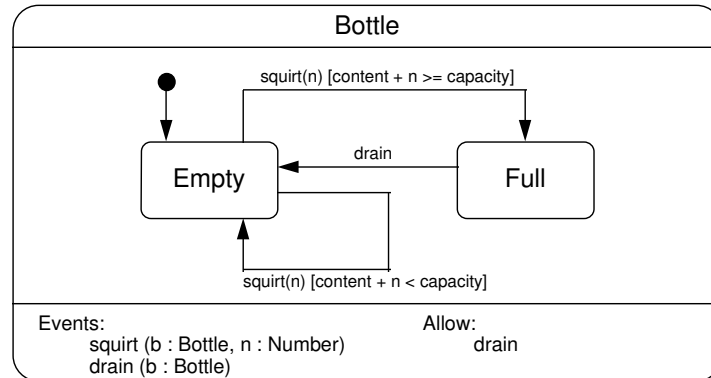 Bottle
squirt(n) [content + n >= capacity]
drain
Empty
Full
squirt(n) [content + n < capacity]
Events:
squirt (b : Bottle, n : Number)
drain (b : Bottle)
Allow:
drain